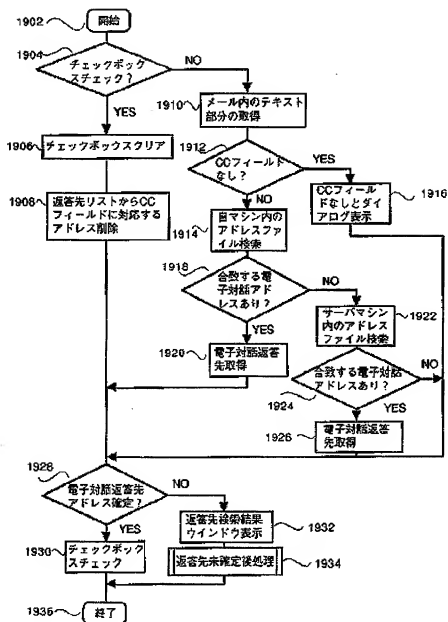 1902
開始
1904
チェックボック
スチェック？
NO
YES
1910
メール内のテキスト
部分の取得
1906
チェックボックスクリア
1912
CCフィールド
なし？
YES
NO
1908
返答先リストからCC
フィールドに対応する
アドレス削除
1914
自マシン内の
アドレスファ
イル検索
CCフィール
ドなしとダイ
アログ表示
1916
1918
合致する電
子対話アド
レスあり？
NO
YES
サーバマシン
内のアドレス
ファイル検索
1922
1920
電子対話返答
先取得
合致する電子対話
アドレスあり？
NO
1924
YES
1926
電子対話返答
先取得
1928
電子対話返答先
アドレス確定？
NO
YES
返答先検索結果
ウインドウ表示
1932
1930
チェックボック
スチェック
返答先未確定後処理
1934
1936
終了